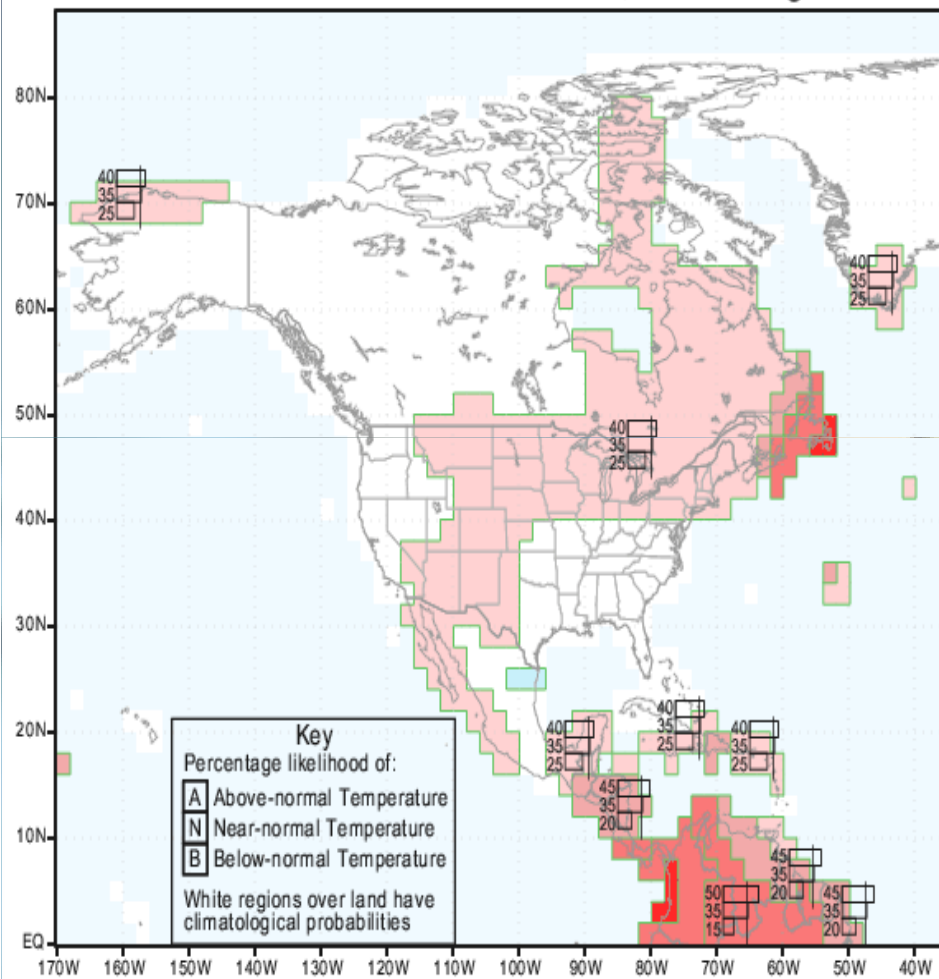 80N
40
35
25
70N
40
35
25
60N
50N
40
35
25
40N
30N
40
35
25
40
35
25
40
35
25
20N
45
35
20
10N
45
35
20
50
35
15
45
35
20
Key
Percentage likelihood of:
A Above-normal Temperature
N Near-normal Temperature
B Below-normal Temperature
White regions over land have
climatological probabilities
EQ
170W 160W 150W 140W 130W 120W 110W 100W 90W 80W 70W 60W 50W 40W